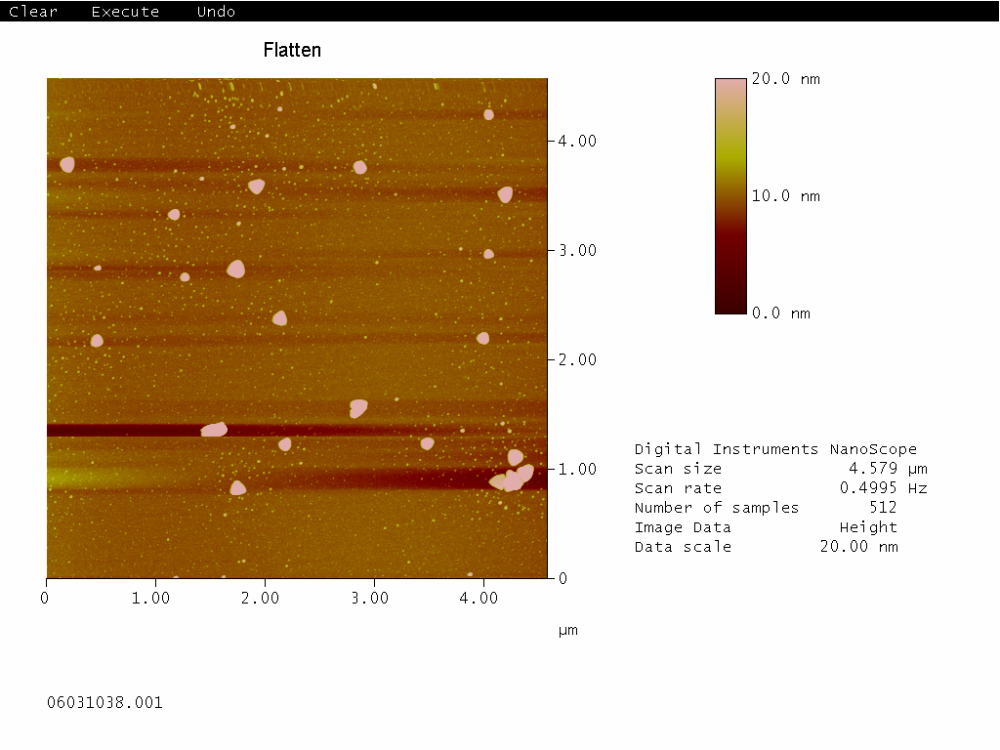 Clear Execute Undo
Flatten
20.0 nm
10.0 nm
0.0 nm
4.00
3.00
2.00
1.00
0
0 1.00 2.00 3.00 4.00
µm
Digital Instruments NanoScope
Scan size 4.579 µm
Scan rate 0.4995 Hz
Number of samples 512
Image Data Height
Data scale 20.00 nm
06031038.001